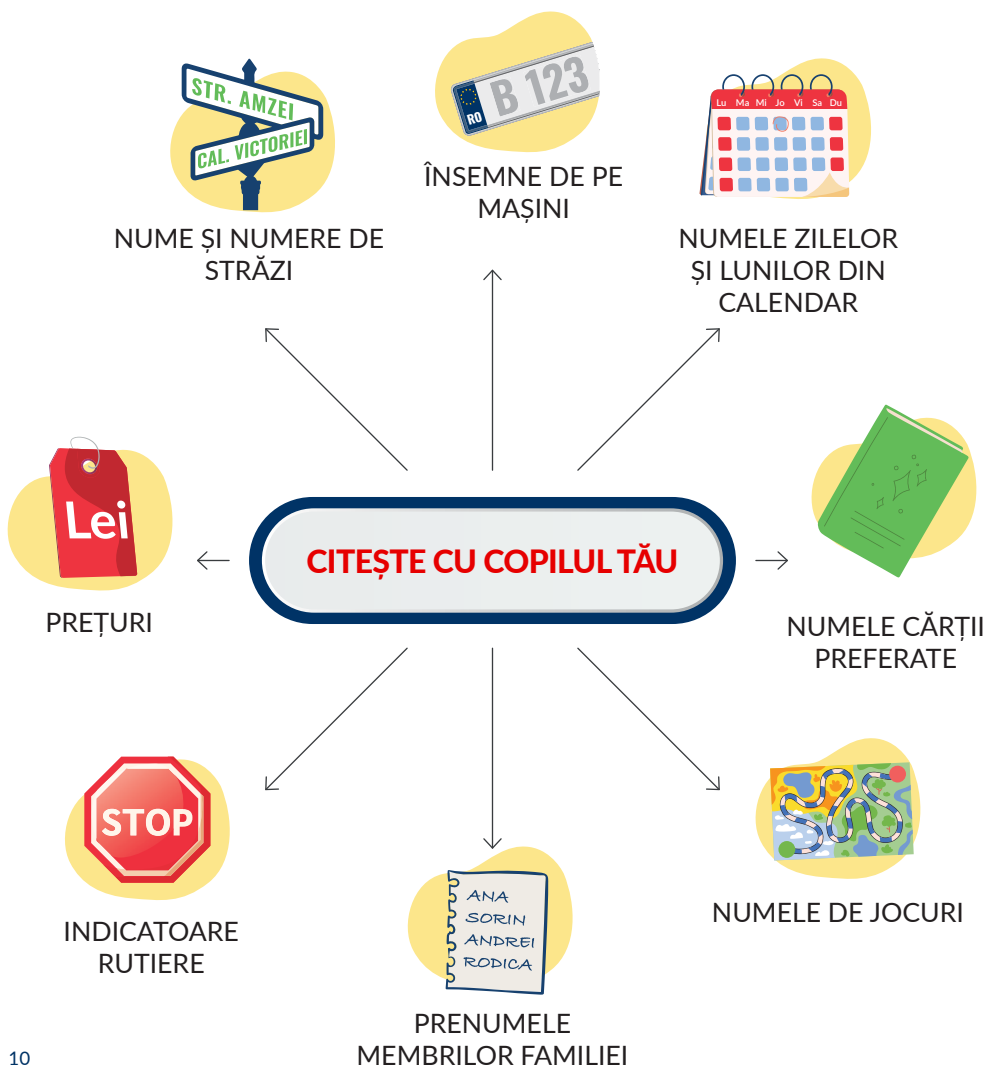 STR. AMZEI
CAL. VICTORIEI
NUME ȘI NUMERE DE
STRĂZI
RO
B 123
ÎNSEMNE DE PE
MAȘINI
Lu Ma Mi Jo Vi Sa Du
NUMELE ZILELOR
ȘI LUNILOR DIN
CALENDAR
Lei
PREȚURI
CITEȘTE CU COPILUL TĂU
NUMELE CĂRȚII
PREFERATE
STOP
INDICATOARE
RUTIERE
ANA
SORIN
ANDREI
RODICA
PRENUMELE
MEMBRILOR FAMILIEI
NUMELE DE JOCURI
10